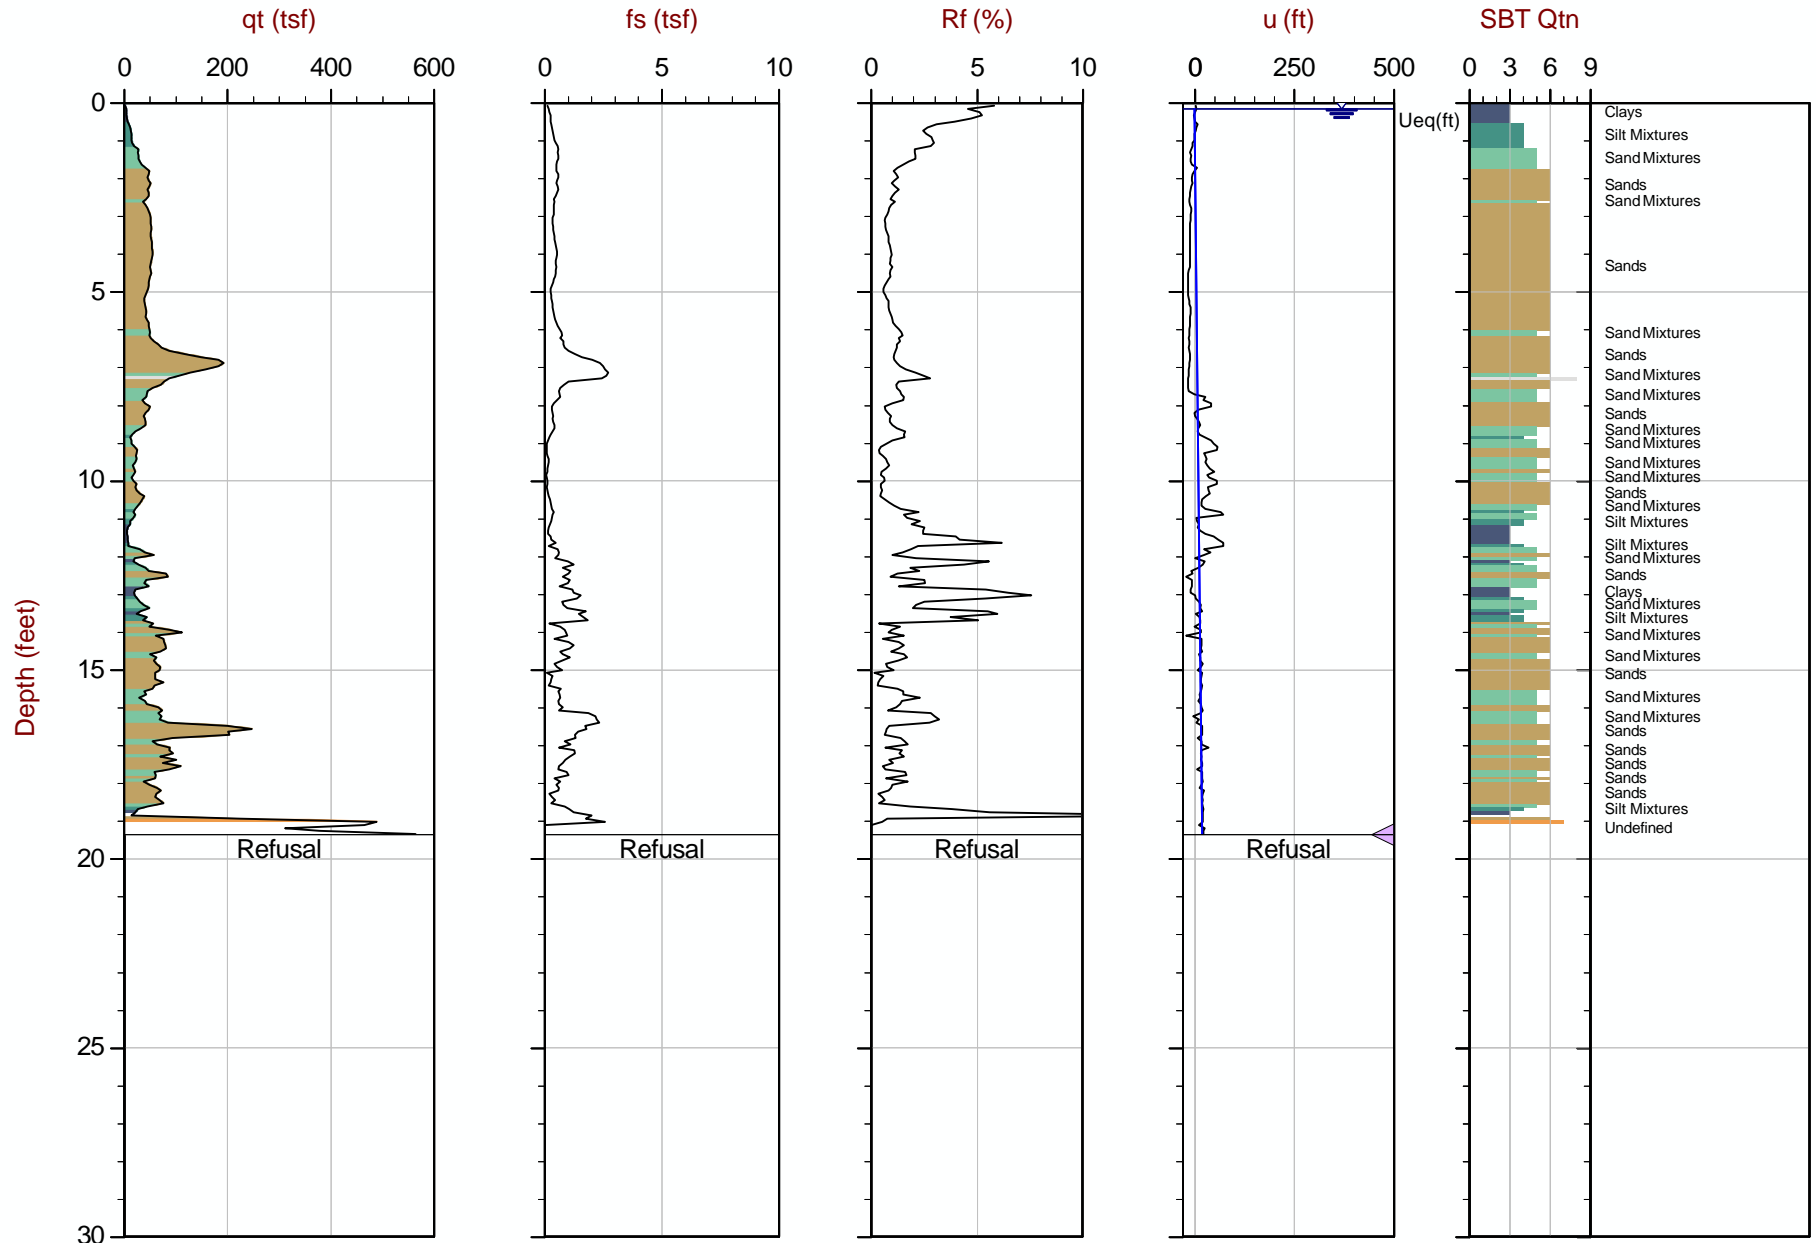 qt (tsf) fs (tsf) Rf (%) u (ft) SBT Qtn
0 200 400 600 0 5 10 0 5 10 0 250 500 0 3 6 9
0
Ueq(ft)
Clays
Silt Mixtures
Sand Mixtures
Sands
Sand Mixtures
Sands
5
Sand Mixtures
Sands
Sand Mixtures
Sand Mixtures
Sands
Sand Mixtures
Sand Mixtures
Sand Mixtures
Sand Mixtures
10
Sands
Sand Mixtures
Silt Mixtures
Silt Mixtures
Sand Mixtures
Sands
Clays
Sand Mixtures
Silt Mixtures
Sand Mixtures
Sand Mixtures
15
Sands
Sand Mixtures
Sand Mixtures
Sands
Sands
Sands
Sands
Sands
Silt Mixtures
Undefined
Refusal Refusal Refusal Refusal
20
25
30
Depth (feet)